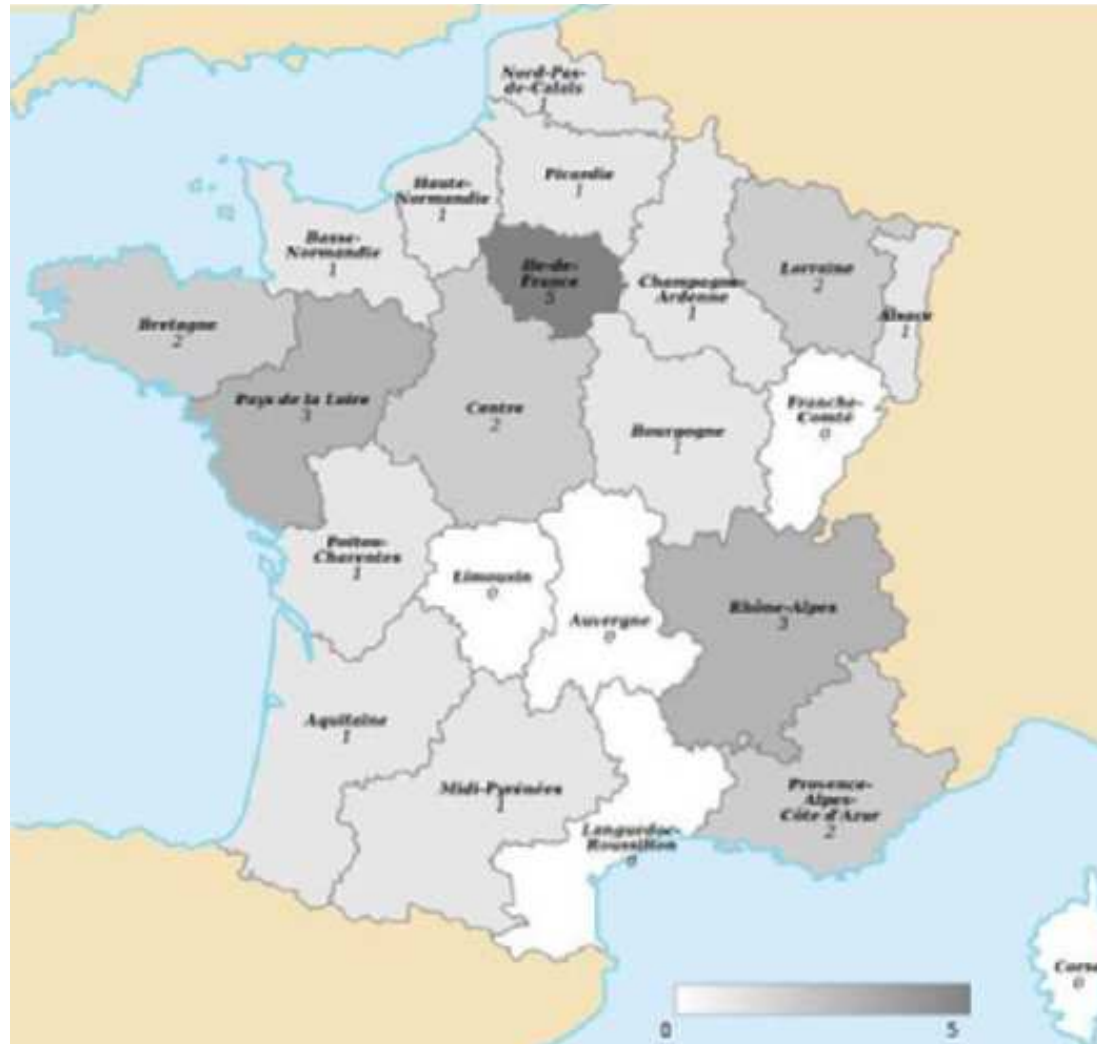 Nord-Pas-
de-Calais
1
Picardie
1
Haute-
Normandie
1
Basse-
Normandie
1
Ile-de-
France
5
Champagne-
Ardenne
1
Lorraine
2
Alsace
1
Bretagne
2
Pays de la Loire
3
Centre
2
Bourgogne
1
Franche-
Comté
0
Poitou-
Charentes
1
Limousin
0
Auvergne
0
Rhône-Alpes
3
Aquitaine
1
Midi-Pyrénées
1
Languedoc-
Roussillon
0
Provence-
Alpes-
Côte d'Azur
2
Corse
0
0 5